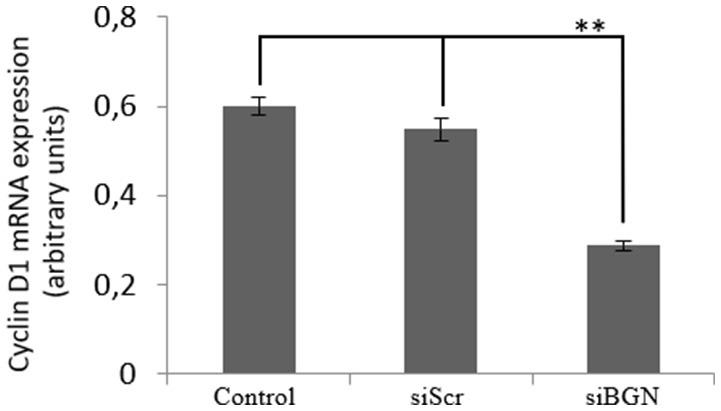 Cyclin D1 mRNA expression
(arbitrary units)
0,8
0,6
0,4
0,2
0
**
Control siScr siBGN